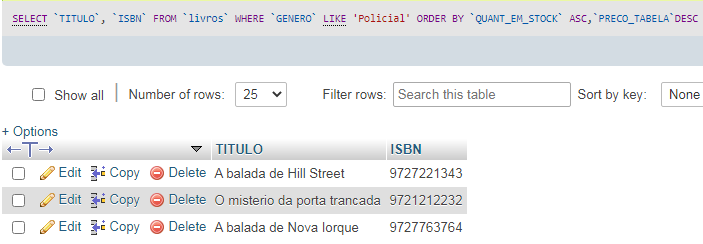 SELECT `TITULO`, `ISBN` FROM `livros` WHERE `GENERO` LIKE 'Policial' ORDER BY `QUANT_EM_STOCK` ASC,`PRECO_TABELA`DESC
Show all Number of rows: 25 Filter rows: Search this table Sort by key: None
+ Options
←T→ TITULO ISBN
Edit Copy Delete A balada de Hill Street 9727221343
Edit Copy Delete O misterio da porta trancada 9721212232
Edit Copy Delete A balada de Nova Iorque 9727763764